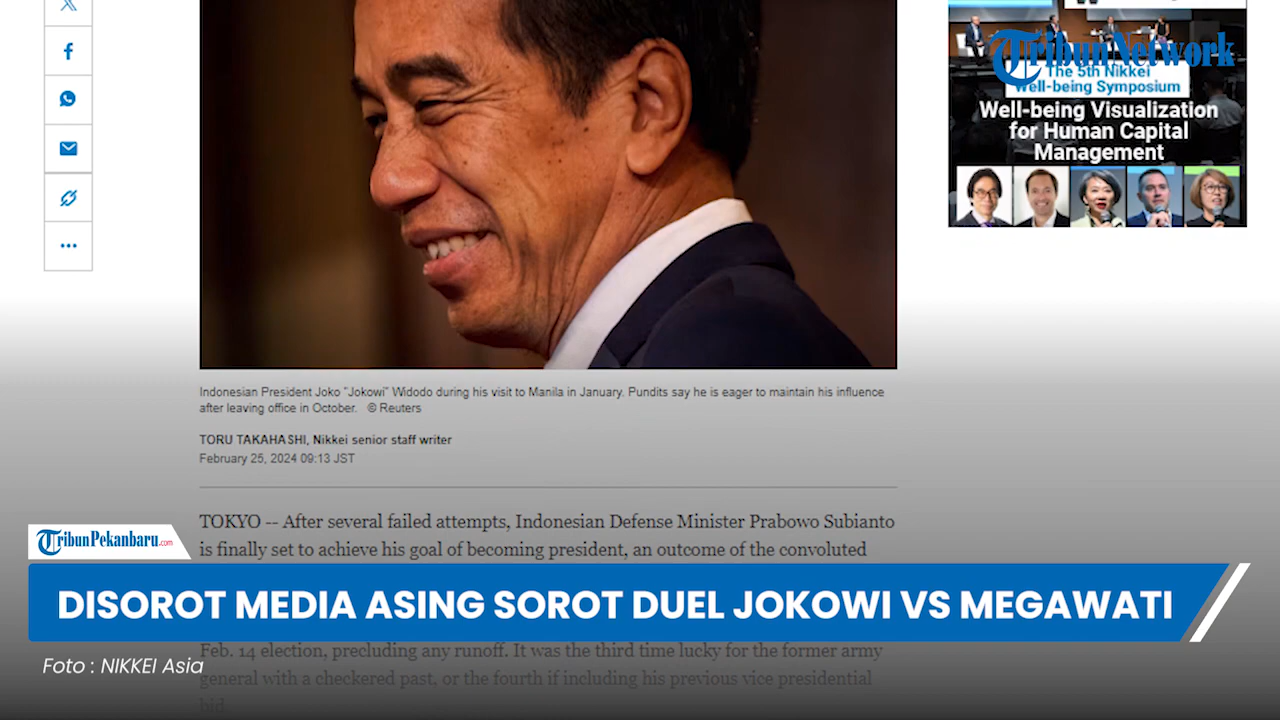 Tribun Network
The 5th Nikkei
Well-being Symposium
Well-being Visualization
for Human Capital
Management
Indonesian President Joko "Jokowi" Widodo during his visit to Manila in January. Pundits say he is eager to maintain his influence
after leaving office in October. © Reuters
TORU TAKAHASHI, Nikkei senior staff writer
February 25, 2024 09:13 JST
TOKYO -- After several failed attempts, Indonesian Defense Minister Prabowo Subianto
is finally set to achieve his goal of becoming president, an outcome of the convoluted
TribunPekanbaru.com
DISOROT MEDIA ASING SOROT DUEL JOKOWI VS MEGAWATI
Feb. 14 election, precluding any runoff. It was the third time lucky for the former army
Foto : NIKKEI Asia
general with a checkered past, or the fourth if including his previous vice presidential
bid.